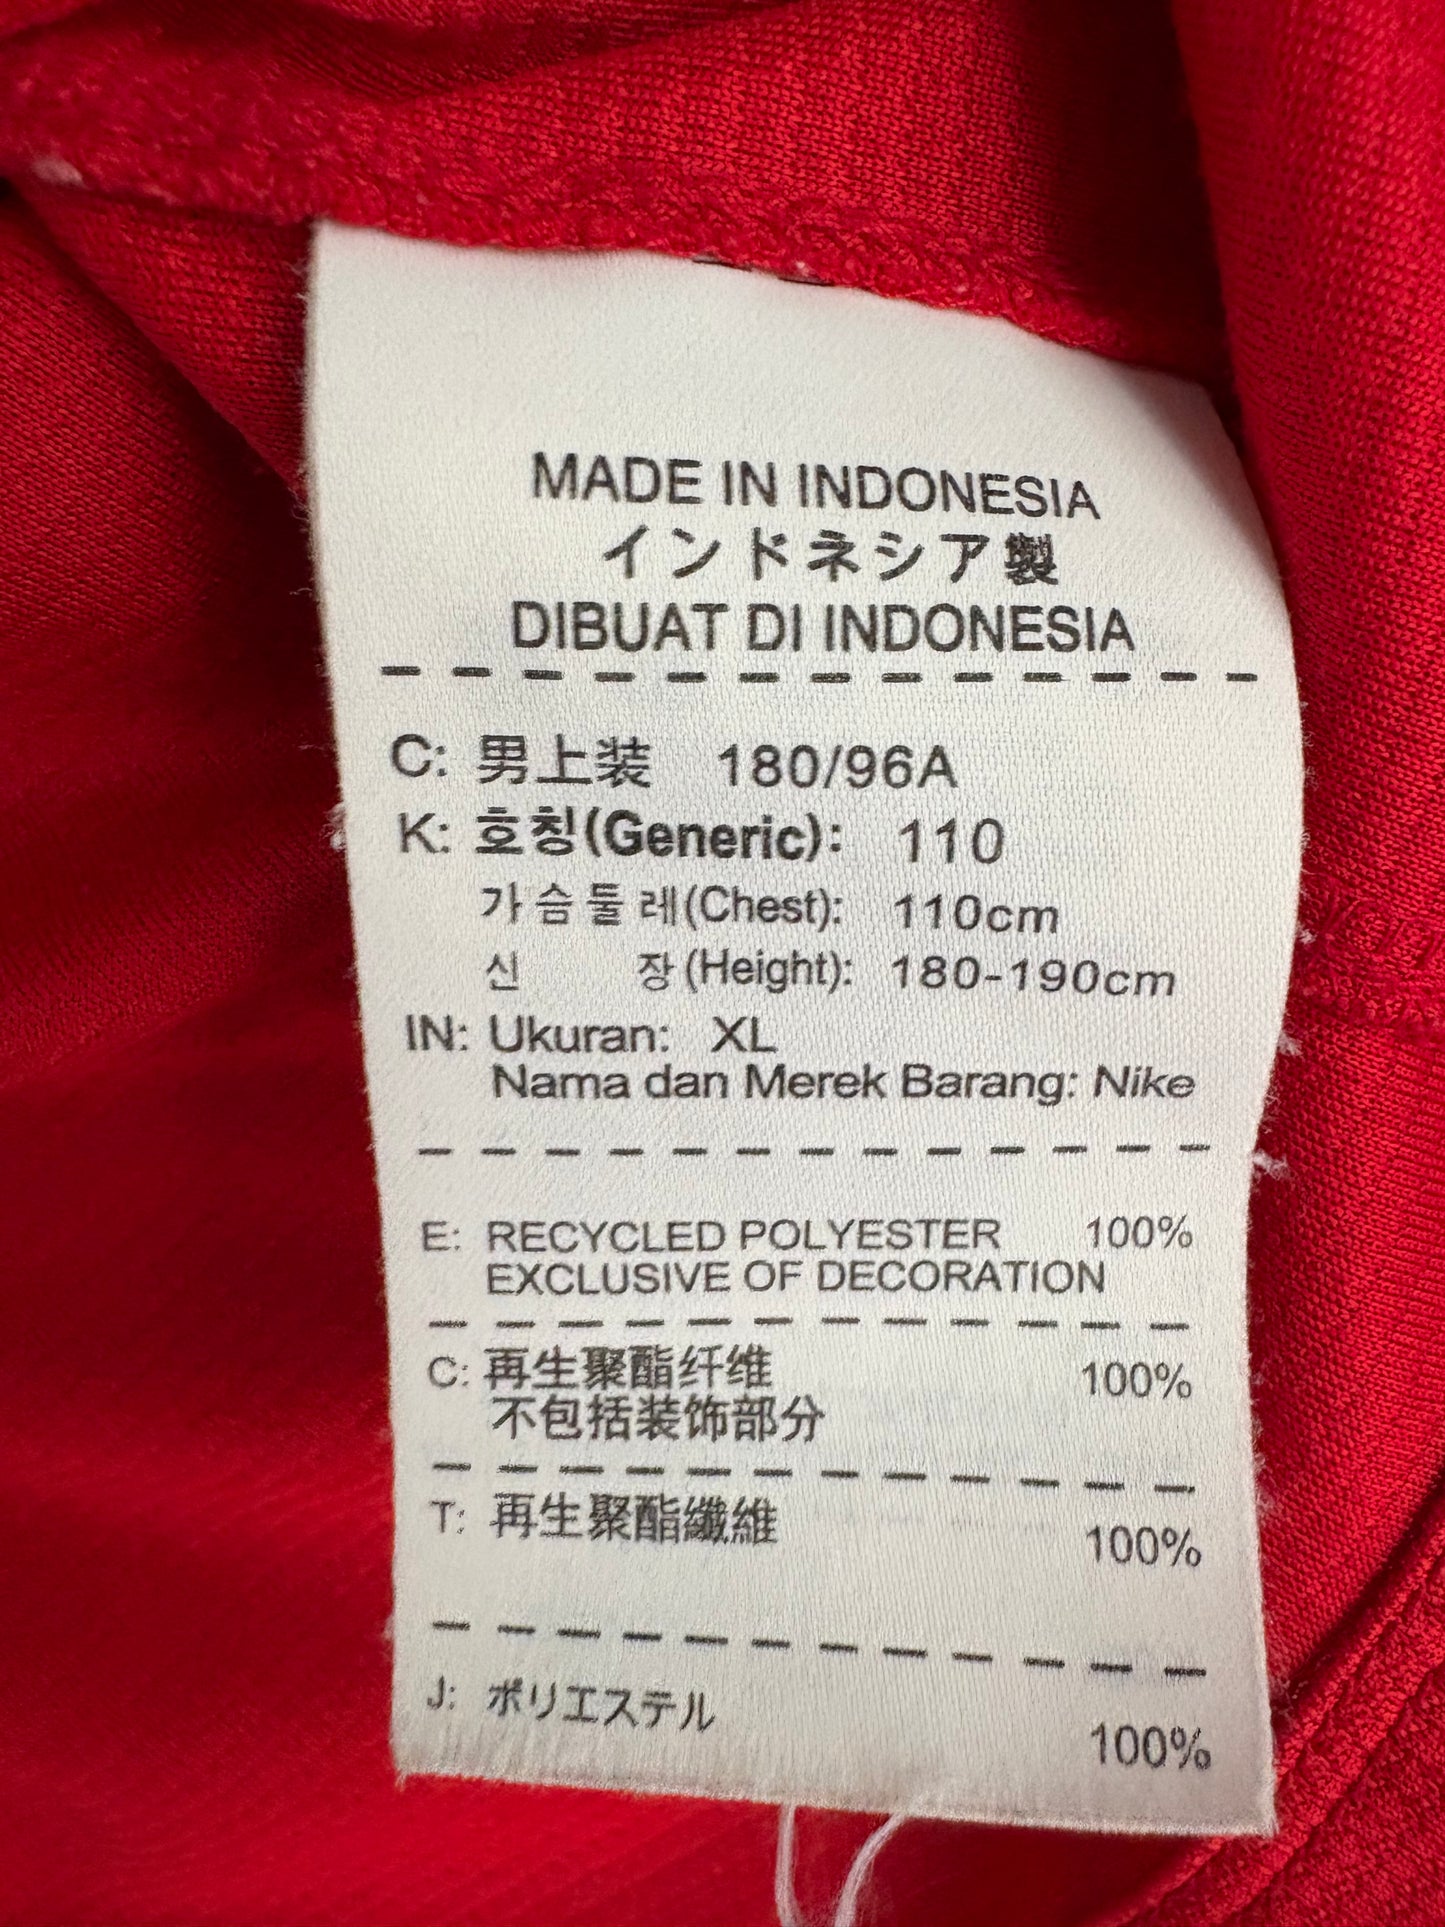 MADE IN INDONESIA
インドネシア製
DIBUAT DI INDONESIA
C: 男上装 180/96A
K: 호칭(Generic): 110
가슴둘레(Chest): 110cm
신 장(Height): 180-190cm
IN: Ukuran: XL
Nama dan Merek Barang: Nike
E: RECYCLED POLYESTER 100%
EXCLUSIVE OF DECORATION
C: 再生聚酯纤维 100%
不包括装饰部分
T: 再生聚酯纖維 100%
J: ポリエステル 100%